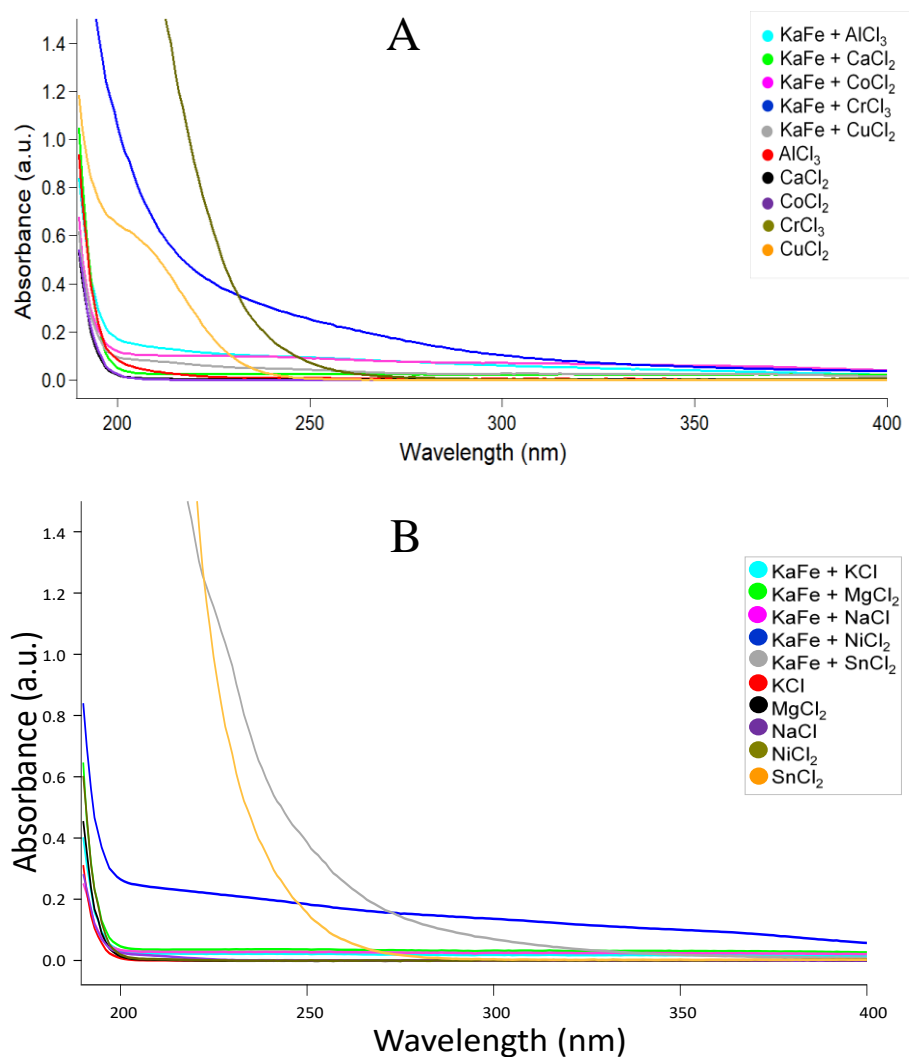 A
1.4
1.2
1.0
0.8
0.6
0.4
0.2
0.0
Absorbance (a.u.)
200
250
300
350
400
Wavelength (nm)
KaFe + AlCl₃
KaFe + CaCl₂
KaFe + CoCl₂
KaFe + CrCl₃
KaFe + CuCl₂
AlCl₃
CaCl₂
CoCl₂
CrCl₃
CuCl₂
B
1.4
1.2
1.0
0.8
0.6
0.4
0.2
0.0
Absorbance (a.u.)
200
250
300
350
400
Wavelength (nm)
KaFe + KCl
KaFe + MgCl₂
KaFe + NaCl
KaFe + NiCl₂
KaFe + SnCl₂
KCl
MgCl₂
NaCl
NiCl₂
SnCl₂